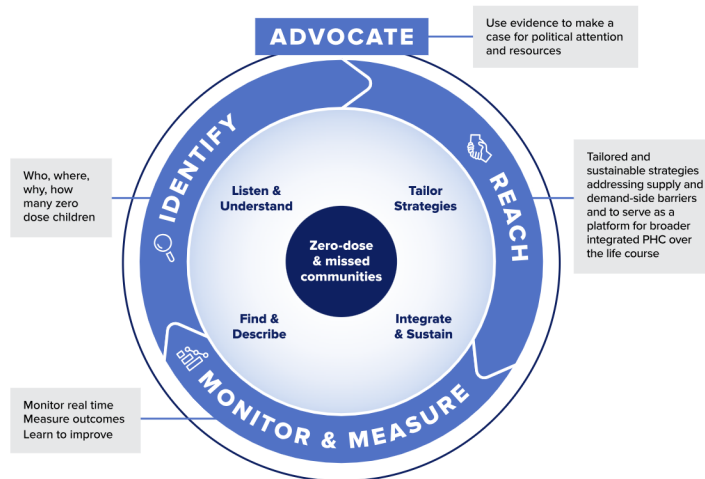 ADVOCATE
Use evidence to make a
case for political attention
and resources
IDENTIFY
Who, where,
why, how
many zero
dose children
REACH
Tailored and
sustainable strategies
addressing supply and
demand-side barriers
and to serve as a
platform for broader
integrated PHC over
the life course
Listen &
Understand
Tailor
Strategies
Zero-dose
& missed
communities
Find &
Describe
Integrate
& Sustain
MONITOR & MEASURE
Monitor real time
Measure outcomes
Learn to improve